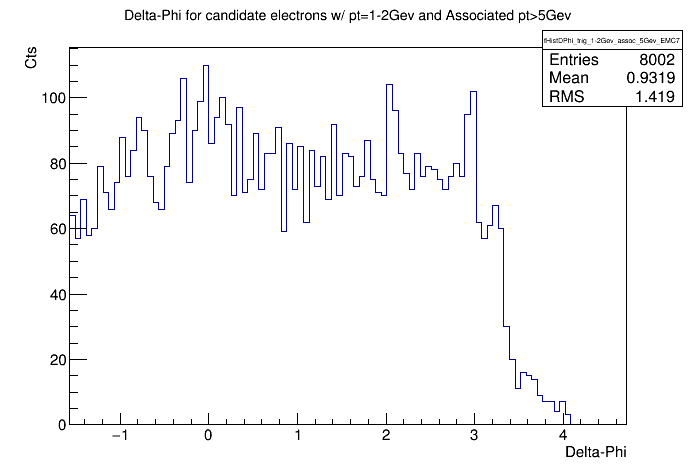 Delta-Phi for candidate electrons w/ pt=1-2Gev and Associated pt>5Gev
fHistDPhi_trig_1-2Gev_assoc_5Gev_EMC7
Entries 8002
Mean 0.9319
RMS 1.419
Cts
100
80
60
40
20
0
−1 0 1 2 3 4
Delta-Phi